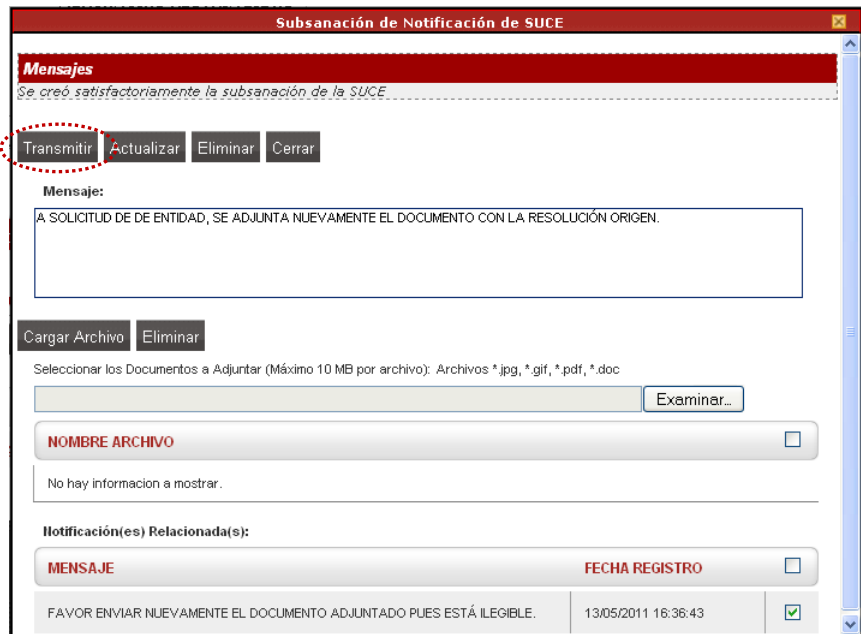 Subsanación de Notificación de SUCE
Mensajes
Se creó satisfactoriamente la subsanación de la SUCE
Transmitir Actualizar Eliminar Cerrar
Mensaje:
A SOLICITUD DE DE ENTIDAD, SE ADJUNTA NUEVAMENTE EL DOCUMENTO CON LA RESOLUCIÓN ORIGEN.
Cargar Archivo Eliminar
Seleccionar los Documentos a Adjuntar (Máximo 10 MB por archivo): Archivos *.jpg, *.gif, *.pdf, *.doc
Examinar...
NOMBRE ARCHIVO
No hay informacion a mostrar.
Notificación(es) Relacionada(s):
MENSAJE FECHA REGISTRO
FAVOR ENVIAR NUEVAMENTE EL DOCUMENTO ADJUNTADO PUES ESTÁ ILEGIBLE. 13/05/2011 16:36:43